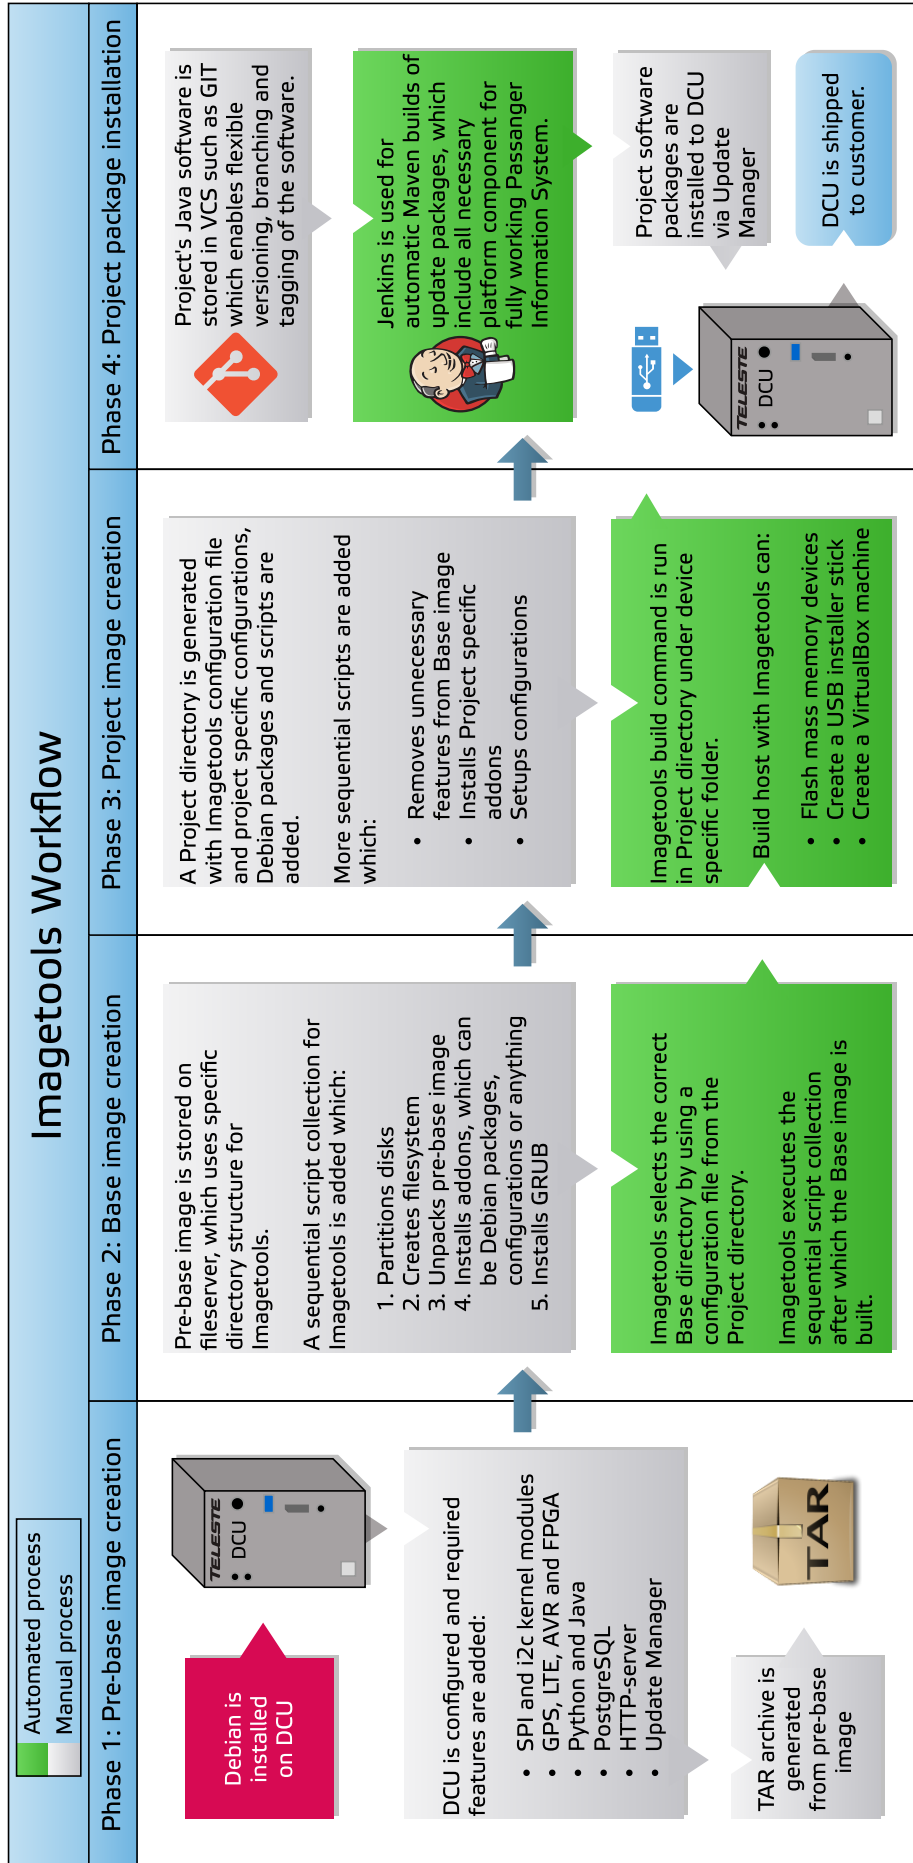 Imagetools Workflow
Automated process
Manual process
Phase 1: Pre-base image creation
Debian is
installed
on DCU
TELESTE
DCU
DCU is configured and required
features are added:
• SPI and i2c kernel modules
• GPS, LTE, AVR and FPGA
• Python and Java
• PostgreSQL
• HTTP-server
• Update Manager
TAR archive is
generated
from pre-base
image
TAR
Phase 2: Base image creation
Pre-base image is stored on
fileserver, which uses specific
directory structure for
Imagetools.
A sequential script collection for
Imagetools is added which:
1. Partitions disks
2. Creates filesystem
3. Unpacks pre-base image
4. Installs addons, which can
be Debian packages,
configurations or anything
5. Installs GRUB
Imagetools selects the correct
Base directory by using a
configuration file from the
Project directory.
Imagetools executes the
sequential script collection
after which the Base image is
built.
Phase 3: Project image creation
A Project directory is generated
with Imagetools configuration file
and project specific configurations,
Debian packages and scripts are
added.
More sequential scripts are added
which:
• Removes unnecessary
features from Base image
• Installs Project specific
addons
• Setups configurations
Imagetools build command is run
in Project directory under device
specific folder.
Build host with Imagetools can:
• Flash mass memory devices
• Create a USB installer stick
• Create a VirtualBox machine
Phase 4: Project package installation
Project's Java software is
stored in VCS such as GIT
which enables flexible
versioning, branching and
tagging of the software.
Jenkins is used for
automatic Maven builds of
update packages, which
include all necessary
platform component for
fully working Passanger
Information System.
Project software
packages are
installed to DCU
via Update
Manager
TELESTE
DCU
DCU is shipped
to customer.